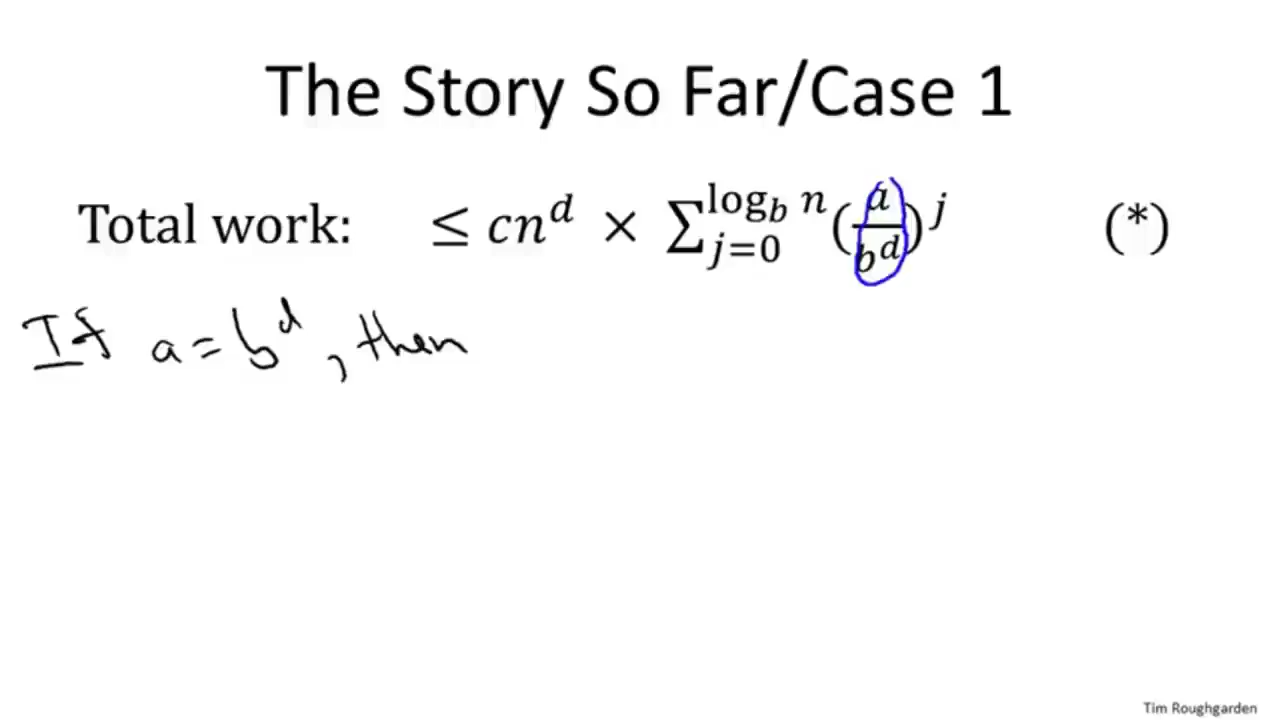 The Story So Far/Case 1
Total work: ≤ cn^d × ∑_{j=0}^{log_b n} (a/b^d)^j (*)
If a = b^d, then
Tim Roughgarden